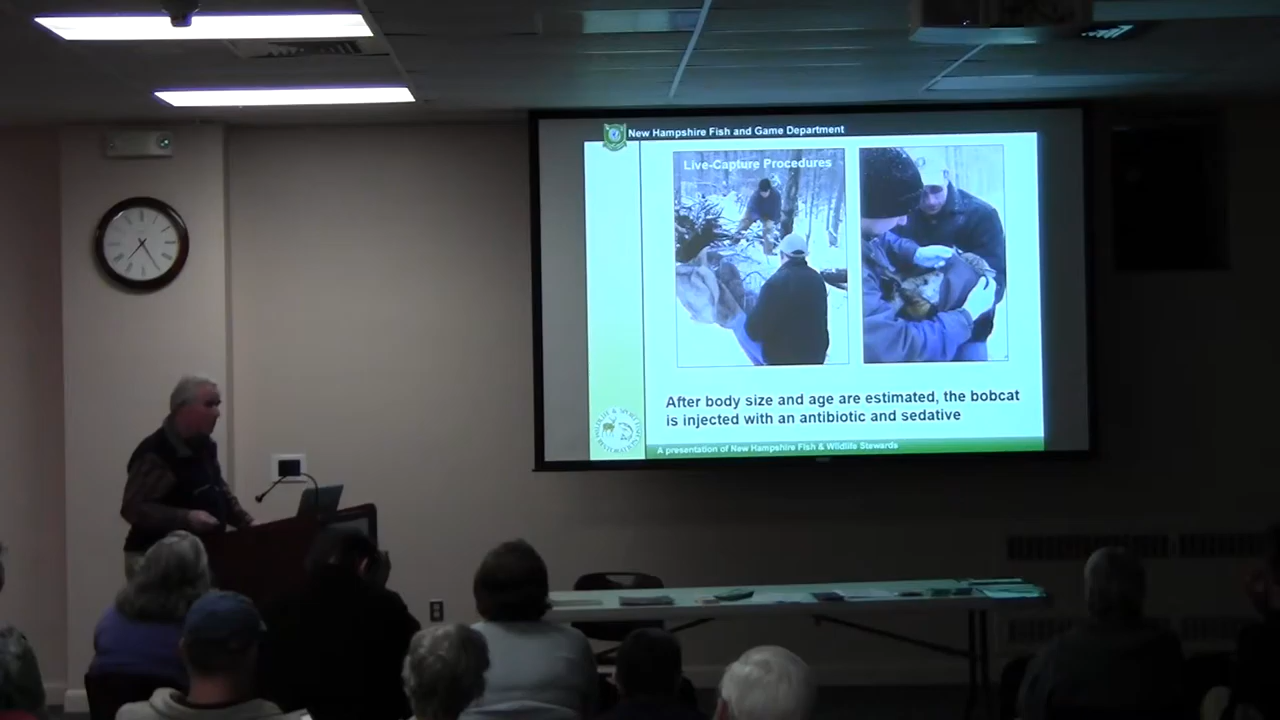 New Hampshire Fish and Game Department
Live-Capture Procedures
After body size and age are estimated, the bobcat
is injected with an antibiotic and sedative
A presentation of New Hampshire Fish & Wildlife Stewards